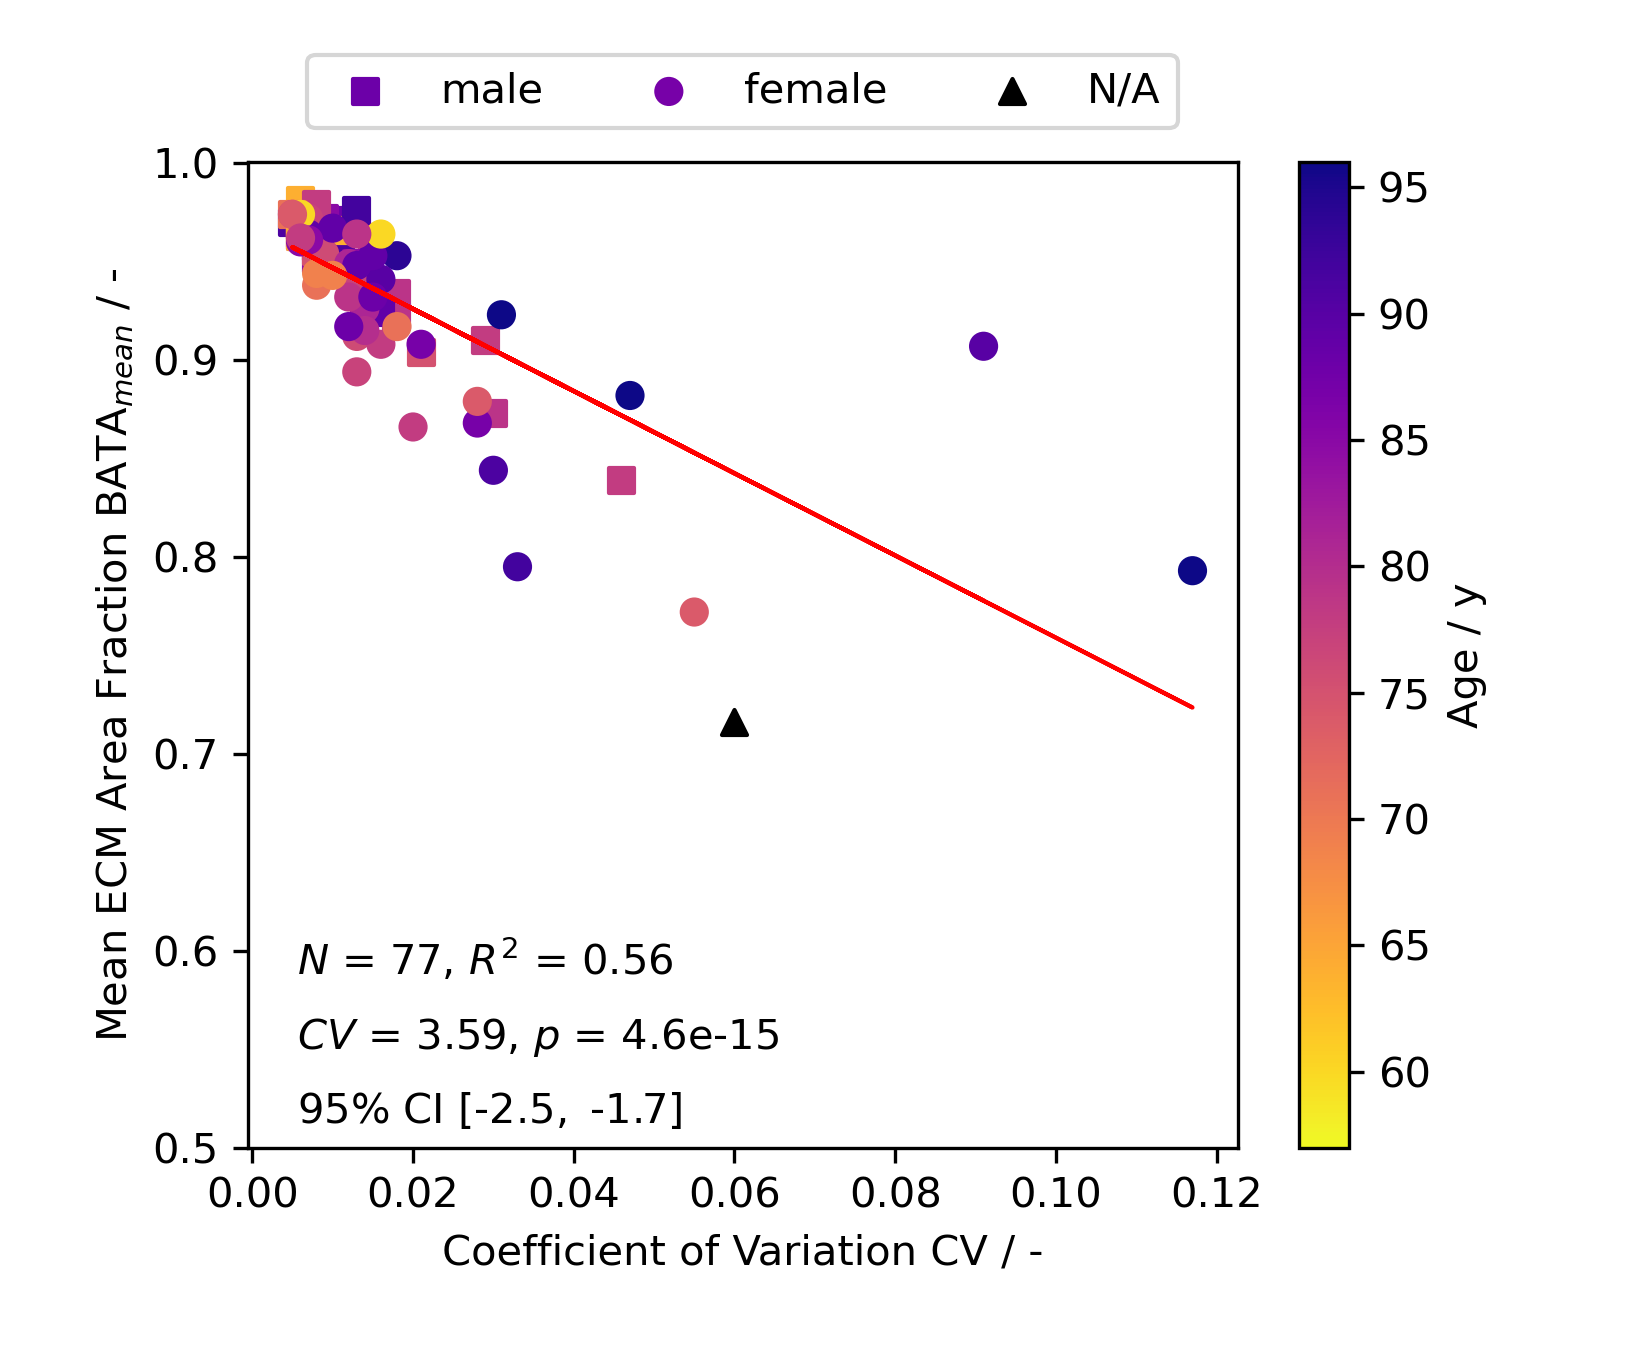 male female N/A
1.0
0.9
0.8
0.7
0.6
0.5
Mean ECM Area Fraction BATA_mean / -
N = 77, R² = 0.56
CV = 3.59, p = 4.6e-15
95% CI [-2.5, -1.7]
0.00 0.02 0.04 0.06 0.08 0.10 0.12
Coefficient of Variation CV / -
95
90
85
80
75
70
65
60
Age / y